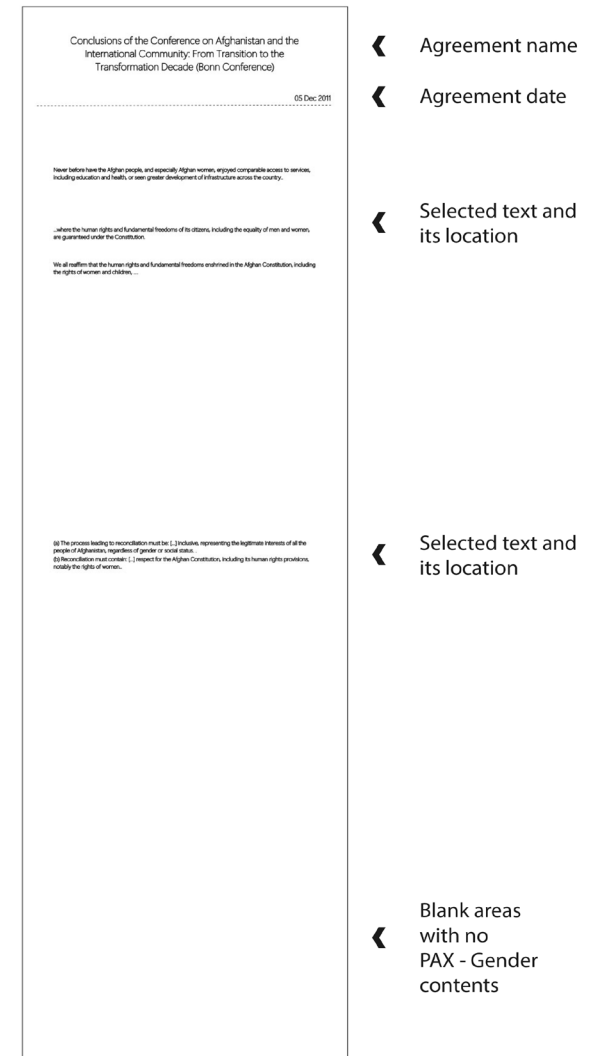 Conclusions of the Conference on Afghanistan and the
International Community: From Transition to the
Transformation Decade (Bonn Conference)
05 Dec 2011
Never before have the Afghan people, and especially Afghan women, enjoyed comparable access to services,
including education and health, or seen greater development of infrastructure across the country..
...where the human rights and fundamental freedoms of its citizens, including the equality of men and women,
are guaranteed under the Constitution.
We all reaffirm that the human rights and fundamental freedoms enshrined in the Afghan Constitution, including
the rights of women and children, ...
(a) The process leading to reconciliation must be: [...] Inclusive, representing the legitimate interests of all the
people of Afghanistan, regardless of gender or social status. .
(b) Reconciliation must contain: [...] respect for the Afghan Constitution, including its human rights provisions,
notably the rights of women..
Agreement name
Agreement date
Selected text and
its location
Selected text and
its location
Blank areas
with no
PAX - Gender
contents